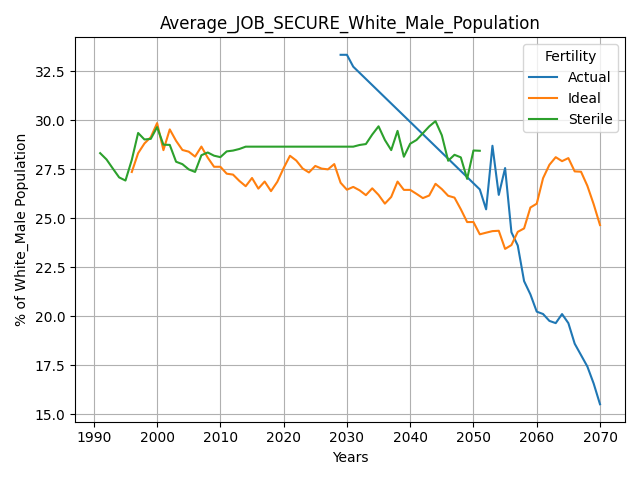 Average_JOB_SECURE_White_Male_Population
Fertility
Actual
Ideal
Sterile
% of White_Male Population
32.5
30.0
27.5
25.0
22.5
20.0
17.5
15.0
1990 2000 2010 2020 2030 2040 2050 2060 2070
Years